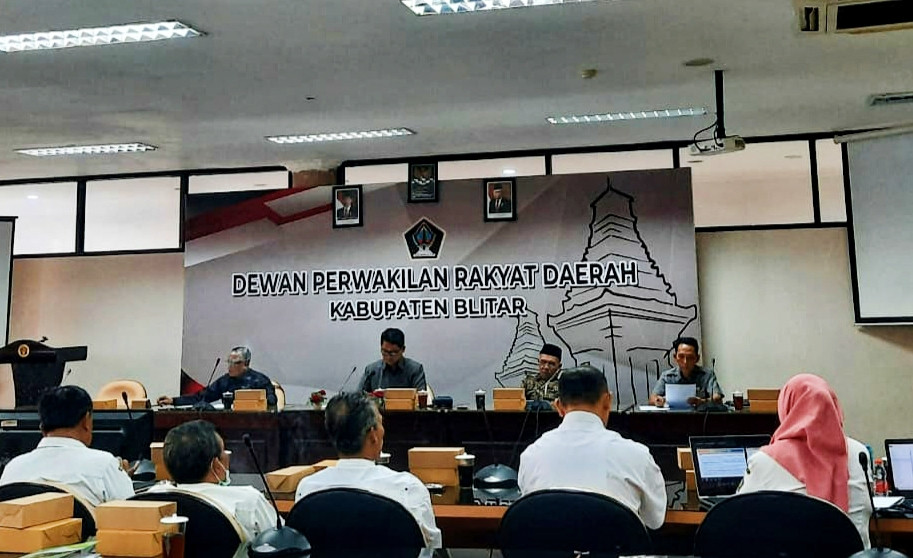 DEWAN PERWAKILAN RAKYAT DAERAH
KABUPATEN BLITAR